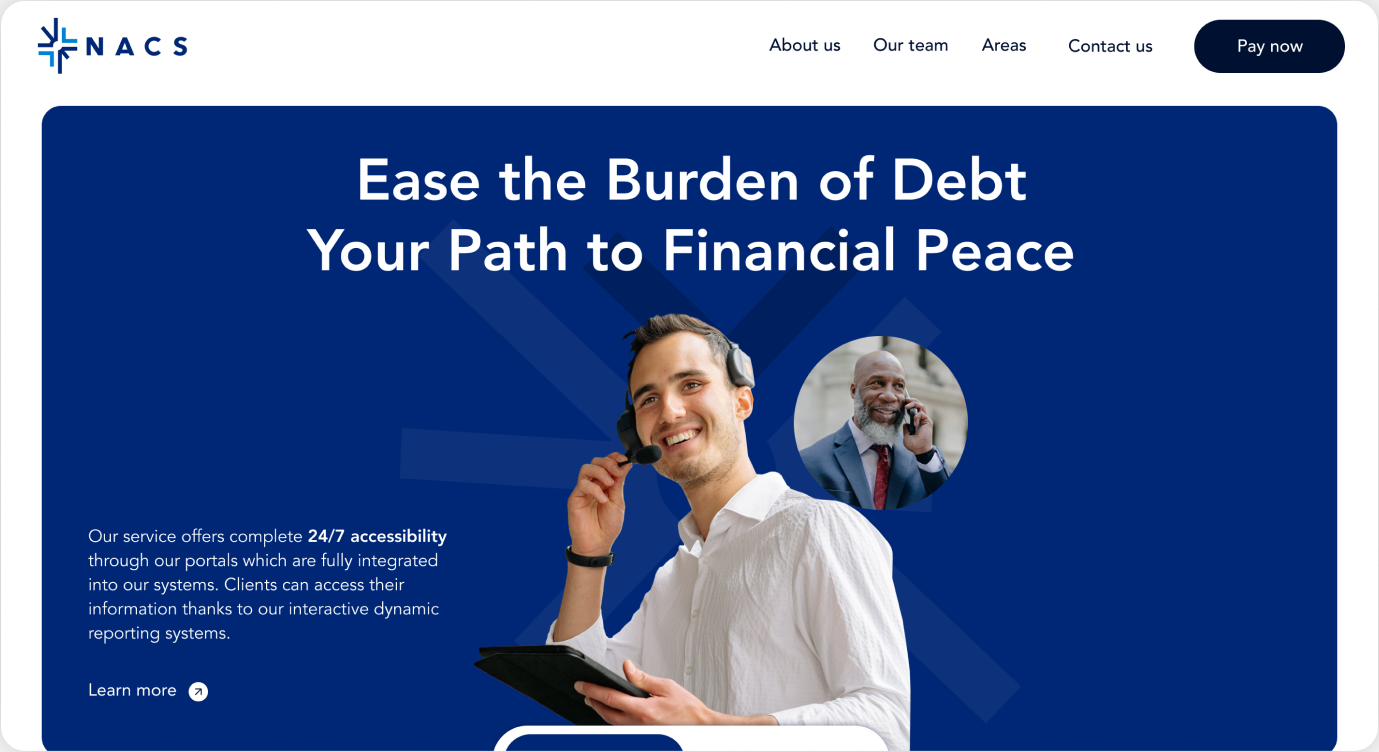 NACS
About us
Our team
Areas
Contact us
Pay now
Ease the Burden of Debt
Your Path to Financial Peace
Our service offers complete 24/7 accessibility
through our portals which are fully integrated
into our systems. Clients can access their
information thanks to our interactive dynamic
reporting systems.
Learn more